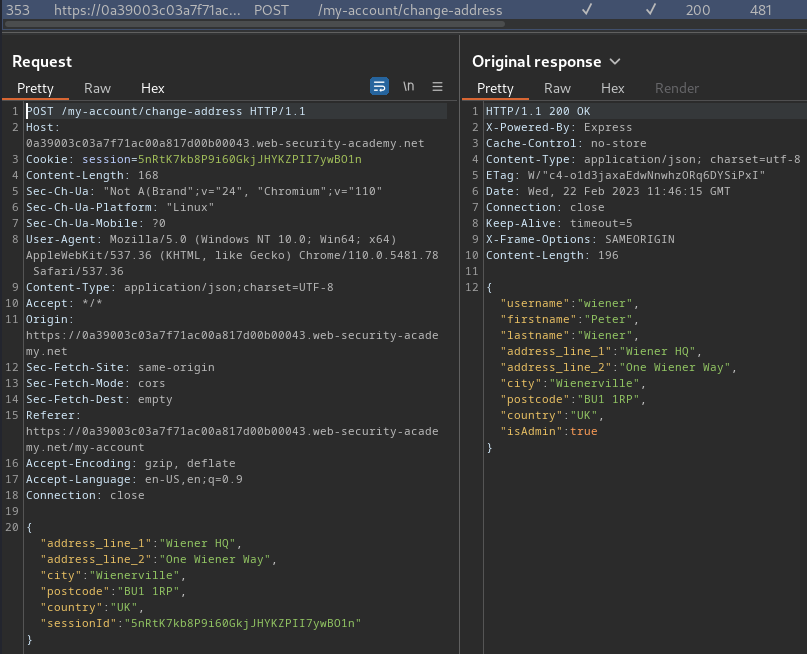 353 https://0a39003c03a7f71ac... POST /my-account/change-address ✓ ✓ 200 481
Request
Pretty Raw Hex \n ≡
1 POST /my-account/change-address HTTP/1.1
2 Host:
0a39003c03a7f71ac00a817d00b00043.web-security-academy.net
3 Cookie: session=5nRtK7kb8P9i60GkjJHYKZPII7ywBO1n
4 Content-Length: 168
5 Sec-Ch-Ua: "Not A(Brand";v="24", "Chromium";v="110"
6 Sec-Ch-Ua-Platform: "Linux"
7 Sec-Ch-Ua-Mobile: ?0
8 User-Agent: Mozilla/5.0 (Windows NT 10.0; Win64; x64)
AppleWebKit/537.36 (KHTML, like Gecko) Chrome/110.0.5481.78
Safari/537.36
9 Content-Type: application/json;charset=UTF-8
10 Accept: */*
11 Origin:
https://0a39003c03a7f71ac00a817d00b00043.web-security-acade
my.net
12 Sec-Fetch-Site: same-origin
13 Sec-Fetch-Mode: cors
14 Sec-Fetch-Dest: empty
15 Referer:
https://0a39003c03a7f71ac00a817d00b00043.web-security-acade
my.net/my-account
16 Accept-Encoding: gzip, deflate
17 Accept-Language: en-US,en;q=0.9
18 Connection: close
19
20 {
"address_line_1":"Wiener HQ",
"address_line_2":"One Wiener Way",
"city":"Wienerville",
"postcode":"BU1 1RP",
"country":"UK",
"sessionId":"5nRtK7kb8P9i60GkjJHYKZPII7ywBO1n"
}
Original response
Pretty Raw Hex Render
1 HTTP/1.1 200 OK
2 X-Powered-By: Express
3 Cache-Control: no-store
4 Content-Type: application/json; charset=utf-8
5 ETag: W/"c4-o1d3jaxaEdwNnwhzORq6DYSiPxI"
6 Date: Wed, 22 Feb 2023 11:46:15 GMT
7 Connection: close
8 Keep-Alive: timeout=5
9 X-Frame-Options: SAMEORIGIN
10 Content-Length: 196
11
12 {
"username":"wiener",
"firstname":"Peter",
"lastname":"Wiener",
"address_line_1":"Wiener HQ",
"address_line_2":"One Wiener Way",
"city":"Wienerville",
"postcode":"BU1 1RP",
"country":"UK",
"isAdmin":true
}